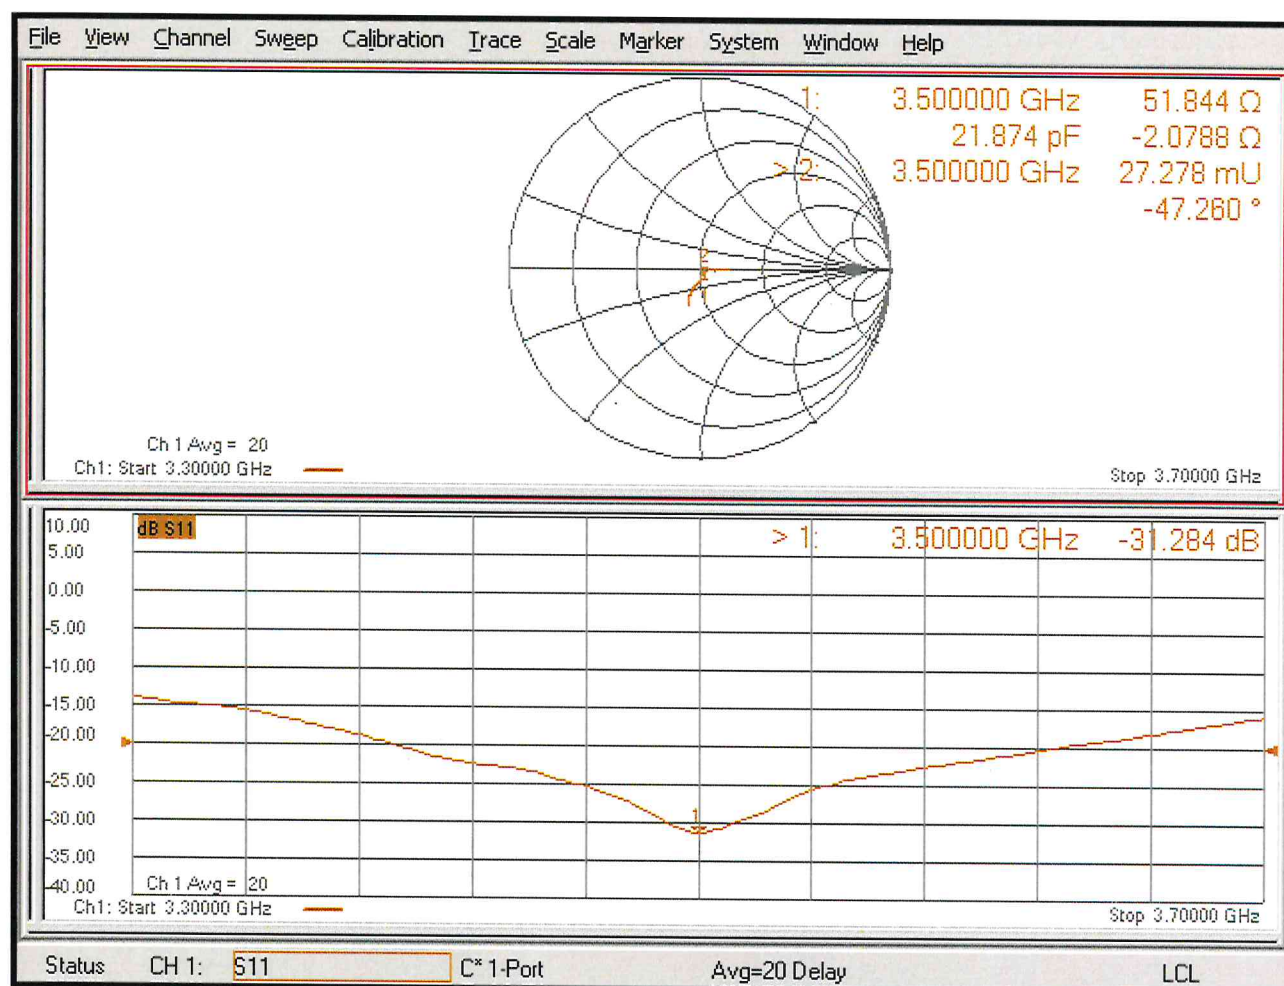 File View Channel Sweep Calibration Trace Scale Marker System Window Help
1: 3.500000 GHz 51.844 Ω
21.874 pF -2.0788 Ω
> 2: 3.500000 GHz 27.278 mU
-47.260 °
Ch 1 Avg = 20
Ch1: Start 3.30000 GHz
Stop 3.70000 GHz
10.00
5.00
0.00
-5.00
-10.00
-15.00
-20.00
-25.00
-30.00
-35.00
-40.00
dB S11
> 1: 3.500000 GHz -31.284 dB
1
Ch 1 Avg = 20
Ch1: Start 3.30000 GHz
Stop 3.70000 GHz
Status CH 1: S11 C* 1-Port Avg=20 Delay LCL